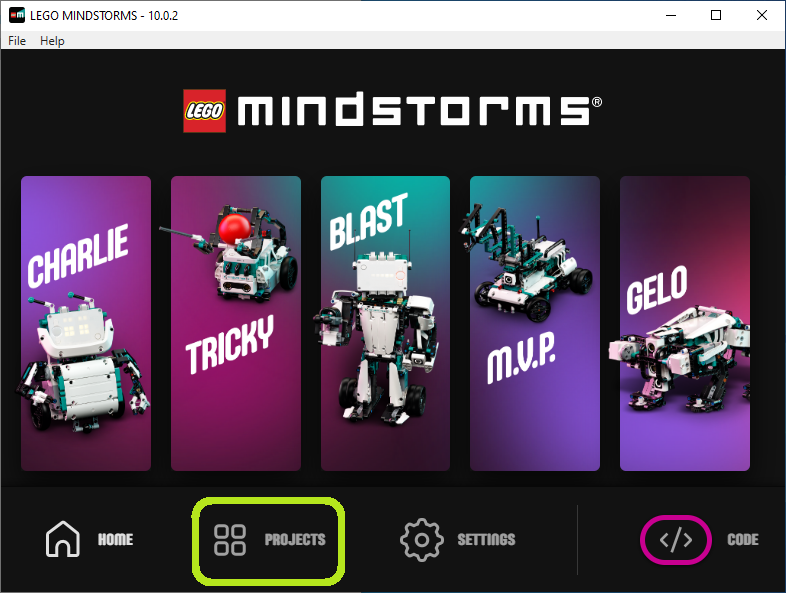 LEGO MINDSTORMS - 10.0.2
File Help
LEGO mindstorms®
CHARLIE
TRICKY
BLAST
M.V.P.
GELO
HOME PROJECTS SETTINGS </> CODE